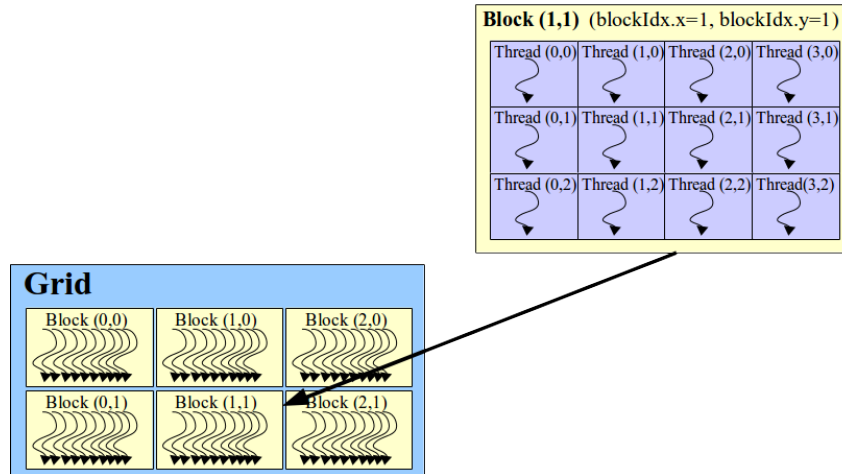 Block (1,1) (blockIdx.x=1, blockIdx.y=1)
Thread (0,0) Thread (1,0) Thread (2,0) Thread (3,0)
Thread (0,1) Thread (1,1) Thread (2,1) Thread (3,1)
Thread (0,2) Thread (1,2) Thread (2,2) Thread(3,2)
Grid
Block (0,0) Block (1,0) Block (2,0)
Block (0,1) Block (1,1) Block (2,1)